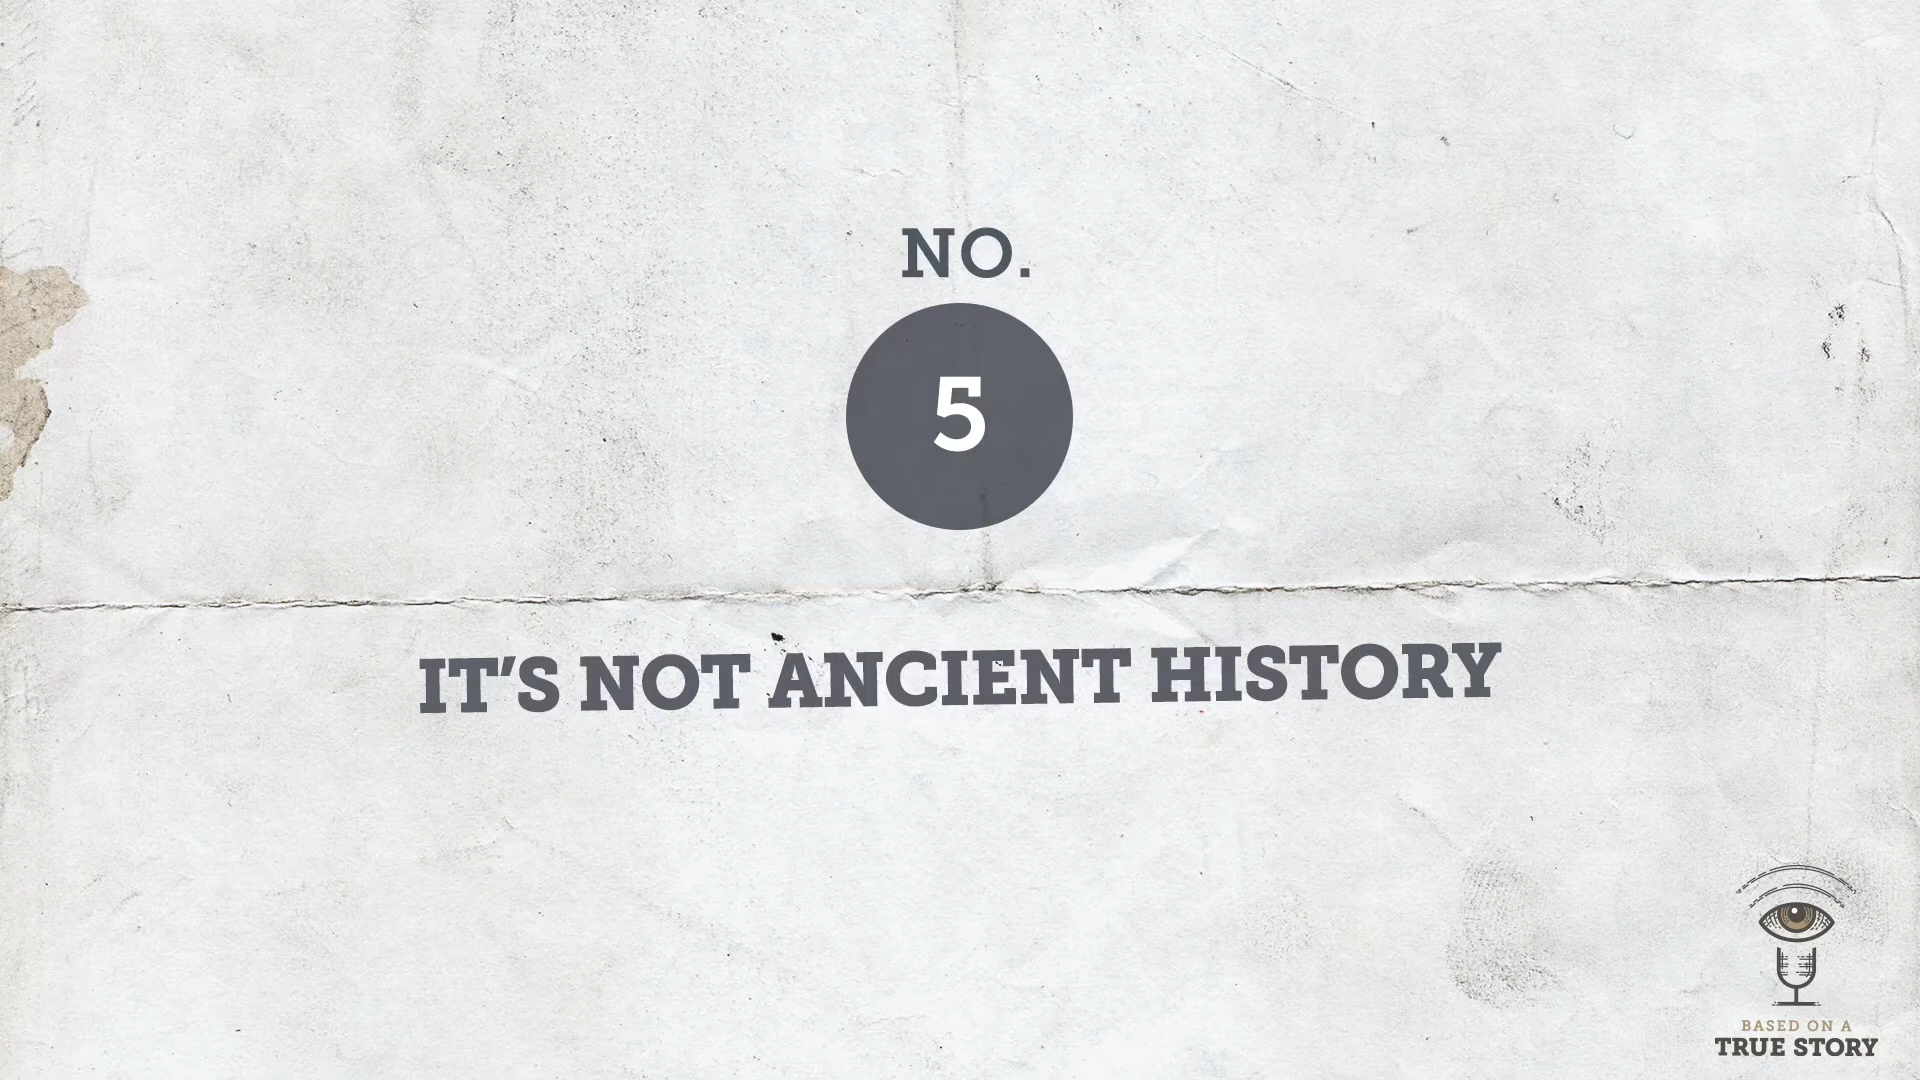 NO.
5
IT’S NOT ANCIENT HISTORY
BASED ON A
TRUE STORY